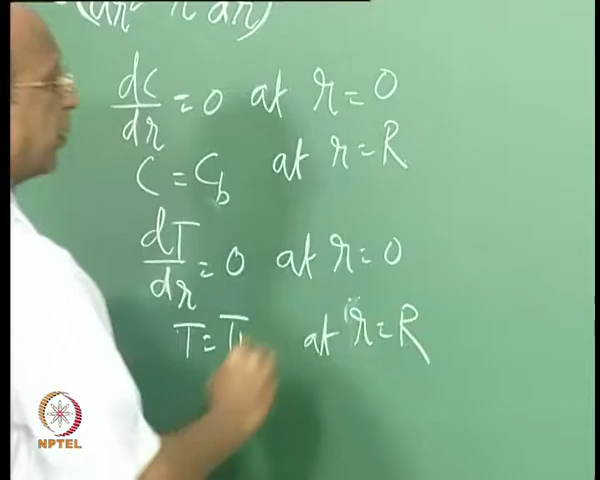 dC/dr = 0 at r = 0
C = C_b at r = R
dT/dr = 0 at r = 0
T = T at r = R
NPTEL